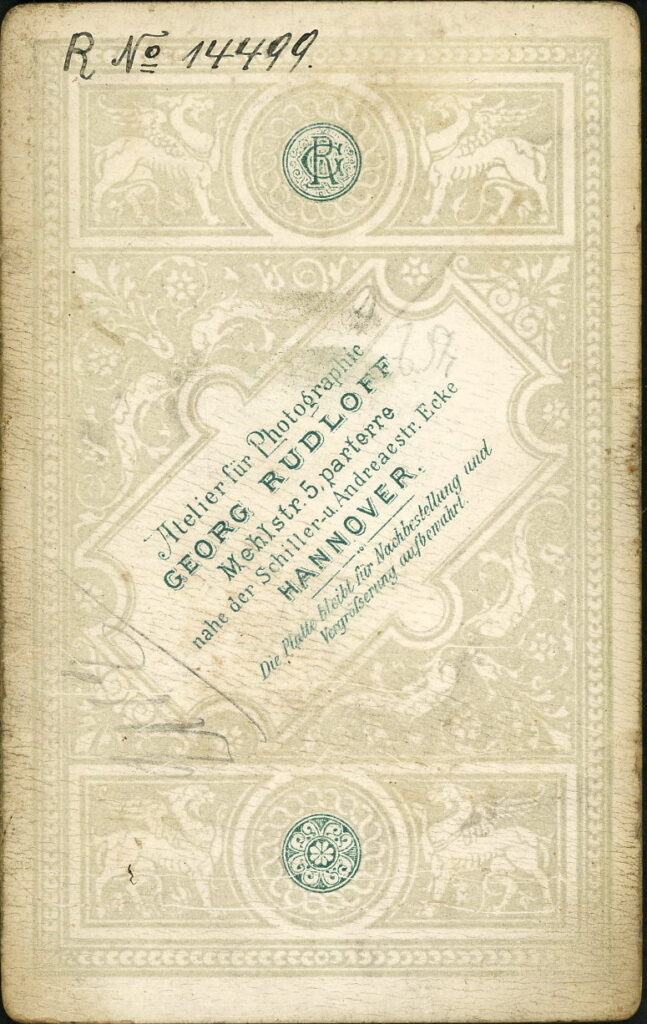 R No 14499.
GR
Atelier für Photographie
GEORG RUDLOFF
Mehlstr. 5, parterre
nahe der Schiller-u. Andreaestr. Ecke
HANNOVER.
Die Platte bleibt für Nachbestellung und
Vergrößerung aufbewahrt.